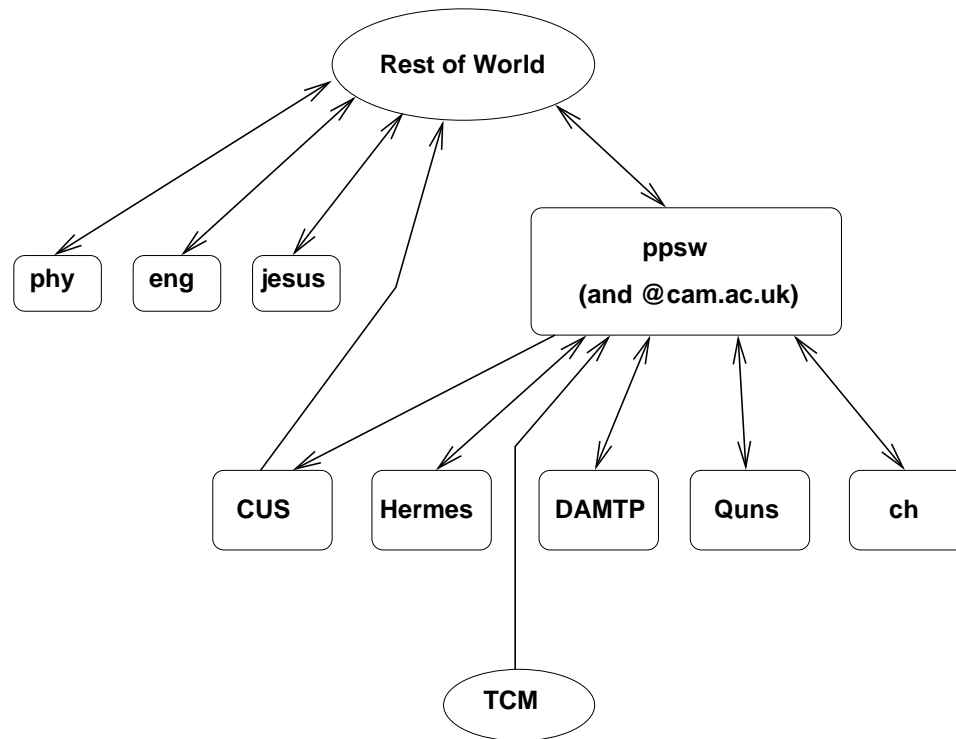 Rest of World
ppsw
(and @cam.ac.uk)
phy
eng
jesus
CUS
Hermes
DAMTP
Quns
ch
TCM